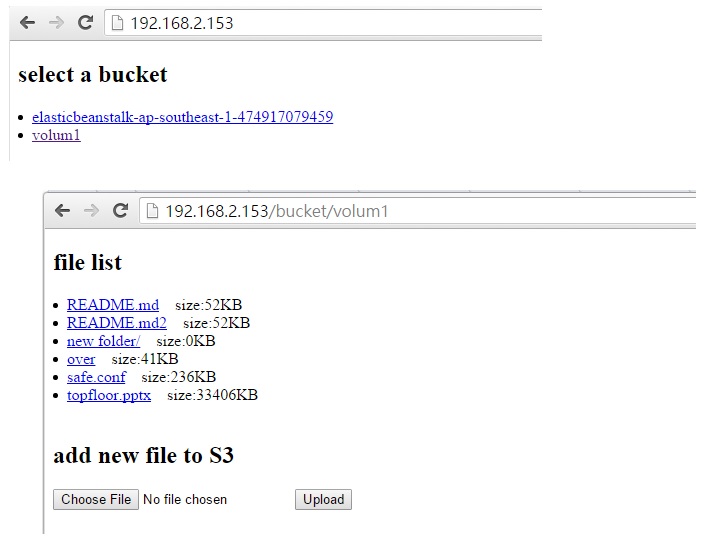 192.168.2.153
select a bucket
elasticbeanstalk-ap-southeast-1-474917079459
volum1
192.168.2.153/bucket/volum1
file list
README.md size:52KB
README.md2 size:52KB
new folder/ size:0KB
over size:41KB
safe.conf size:236KB
topfloor.pptx size:33406KB
add new file to S3
Choose File No file chosen Upload